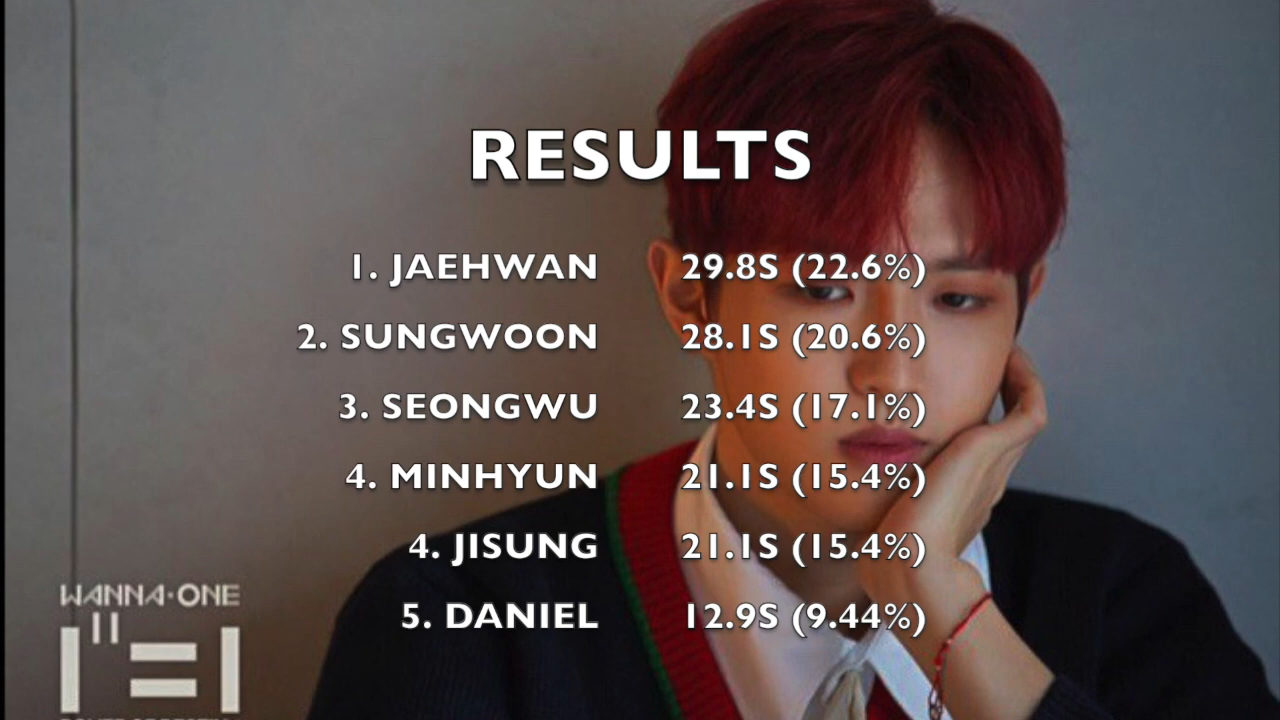 RESULTS
1. JAEHWAN 29.8S (22.6%)
2. SUNGWOON 28.1S (20.6%)
3. SEONGWU 23.4S (17.1%)
4. MINHYUN 21.1S (15.4%)
4. JISUNG 21.1S (15.4%)
5. DANIEL 12.9S (9.44%)
WANNA·ONE